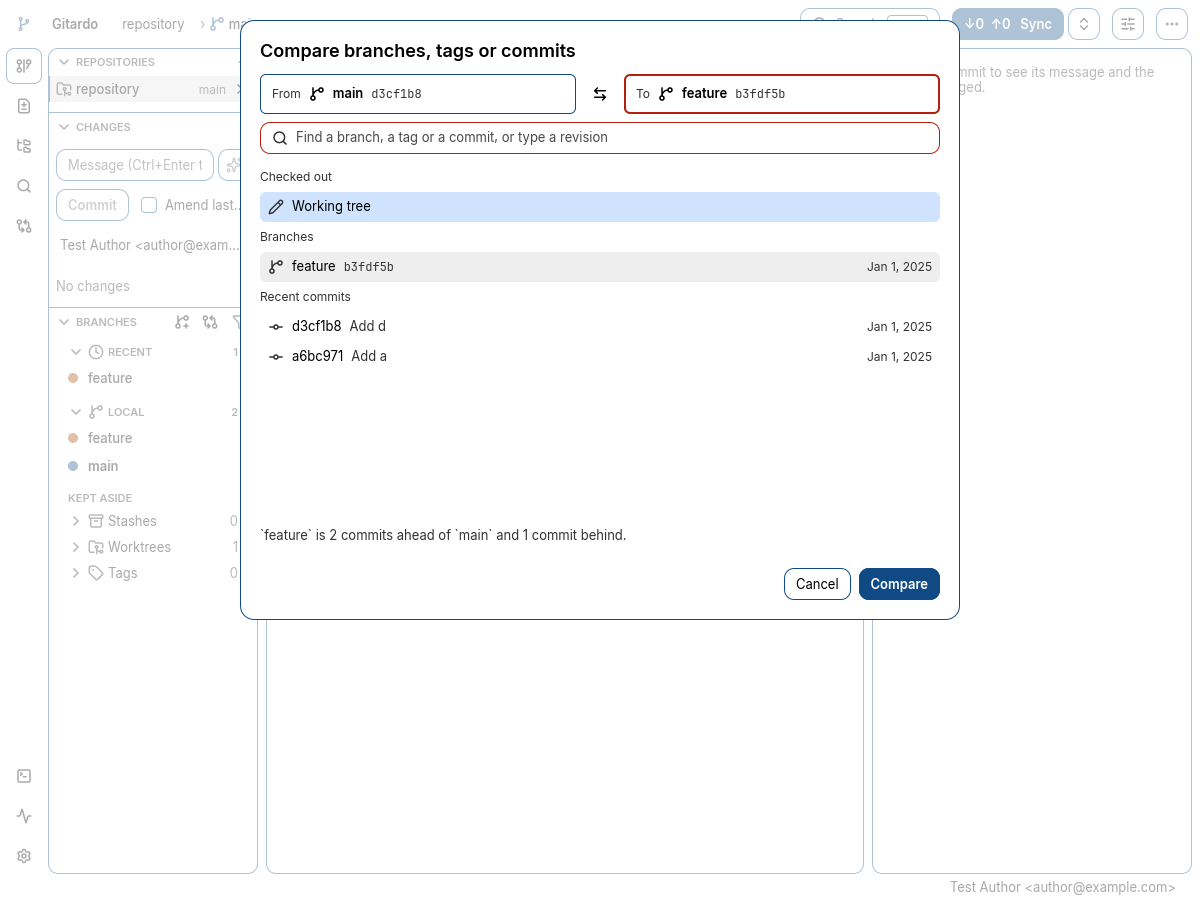 Gitardo repository › main
↓0 ↑0 Sync
Compare branches, tags or commits
From main d3cf1b8
To feature b3fdf5b
Find a branch, a tag or a commit, or type a revision
Checked out
Working tree
Branches
feature b3fdf5b Jan 1, 2025
Recent commits
d3cf1b8 Add d Jan 1, 2025
a6bc971 Add a Jan 1, 2025
`feature` is 2 commits ahead of `main` and 1 commit behind.
Cancel Compare
REPOSITORIES
repository main
CHANGES
Message (Ctrl+Enter t
Commit Amend last...
Test Author <author@exam...
No changes
BRANCHES
RECENT 1
feature
LOCAL 2
feature
main
KEPT ASIDE
Stashes 0
Worktrees 1
Tags 0
to see its message and the
Test Author <author@example.com>